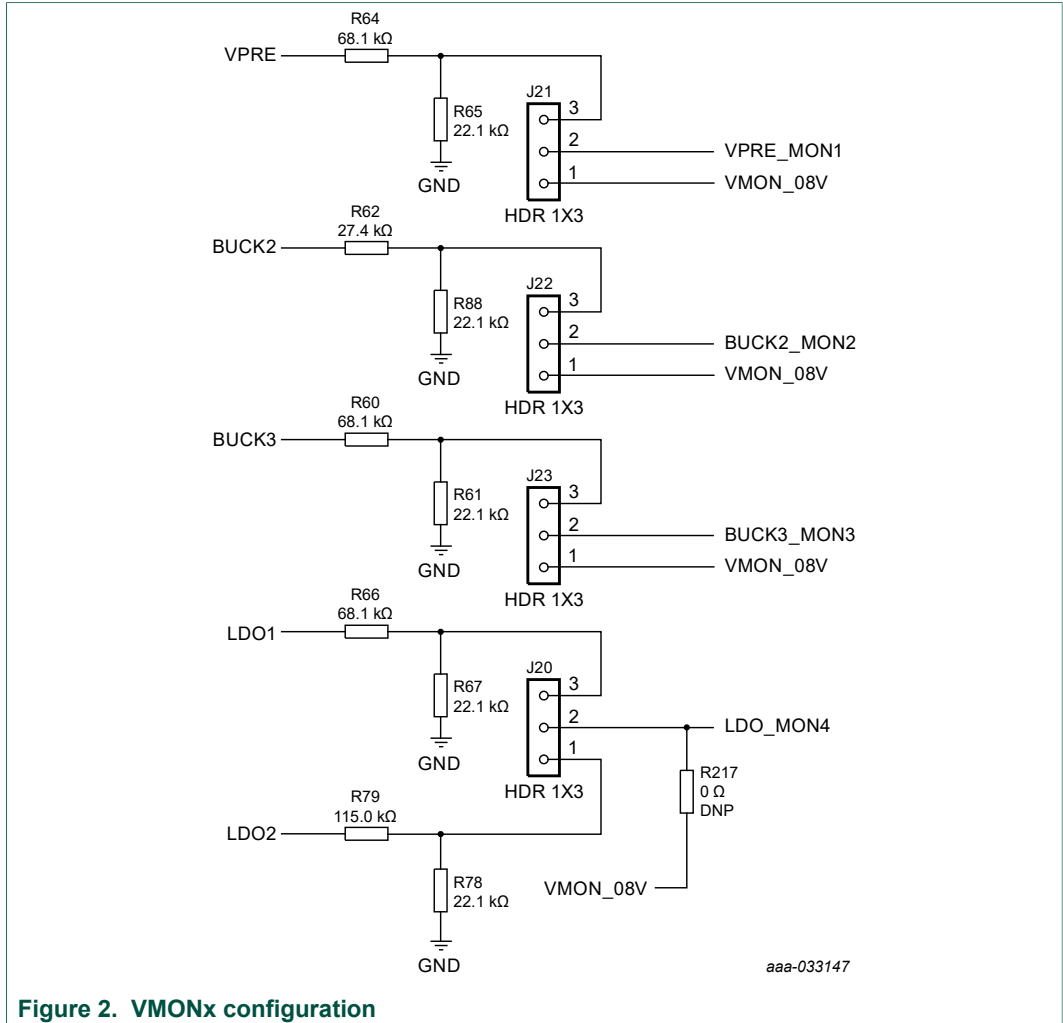 R64
68.1 kΩ
VPRE
J21
3
R65
22.1 kΩ
2
VPRE_MON1
1
VMON_08V
GND
HDR 1X3
R62
27.4 kΩ
BUCK2
J22
3
R88
22.1 kΩ
2
BUCK2_MON2
1
VMON_08V
GND
HDR 1X3
R60
68.1 kΩ
BUCK3
J23
3
R61
22.1 kΩ
2
BUCK3_MON3
1
VMON_08V
GND
HDR 1X3
R66
68.1 kΩ
LDO1
J20
3
R67
22.1 kΩ
2
LDO_MON4
1
GND
HDR 1X3
R217
0 Ω
DNP
R79
115.0 kΩ
LDO2
R78
22.1 kΩ
VMON_08V
GND
aaa-033147
Figure 2. VMONx configuration